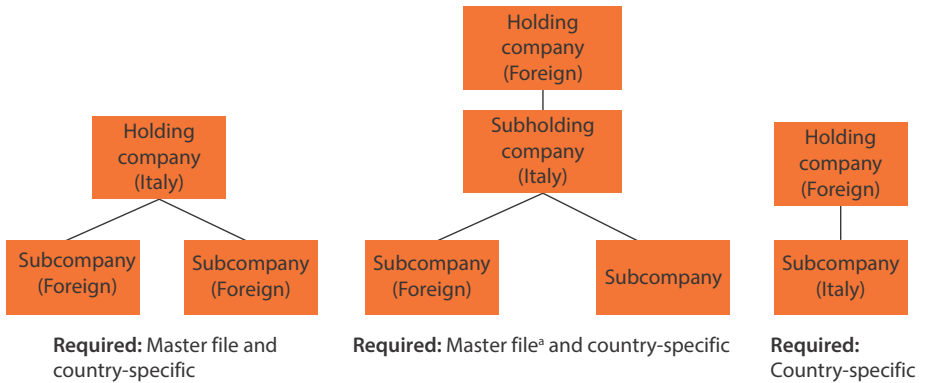 Holding
company
(Italy)
Subcompany
(Foreign)
Subcompany
(Foreign)
Required: Master file and
country-specific
Holding
company
(Foreign)
Subholding
company
(Italy)
Subcompany
(Foreign)
Subcompany
Required: Master fileᵃ and country-specific
Holding
company
(Foreign)
Subcompany
(Italy)
Required:
Country-specific